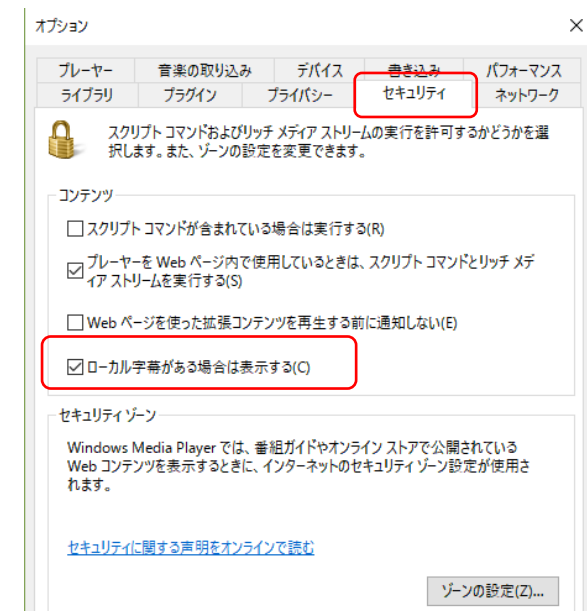 オプション
プレーヤー 音楽の取り込み デバイス 書き込み パフォーマンス
ライブラリ プラグイン プライバシー セキュリティ ネットワーク
スクリプト コマンドおよびリッチ メディア ストリームの実行を許可するかどうかを選
択します。また、ゾーンの設定を変更できます。
コンテンツ
スクリプト コマンドが含まれている場合は実行する(R)
プレーヤーを Web ページ内で使用しているときは、スクリプト コマンドとリッチ メデ
ィア ストリームを実行する(S)
Web ページを使った拡張コンテンツを再生する前に通知しない(E)
ローカル字幕がある場合は表示する(C)
セキュリティ ゾーン
Windows Media Player では、番組ガイドやオンライン ストアで公開されている
Web コンテンツを表示するときに、インターネットのセキュリティ ゾーン設定が使用さ
れます。
セキュリティに関する声明をオンラインで読む
ゾーンの設定(Z)...